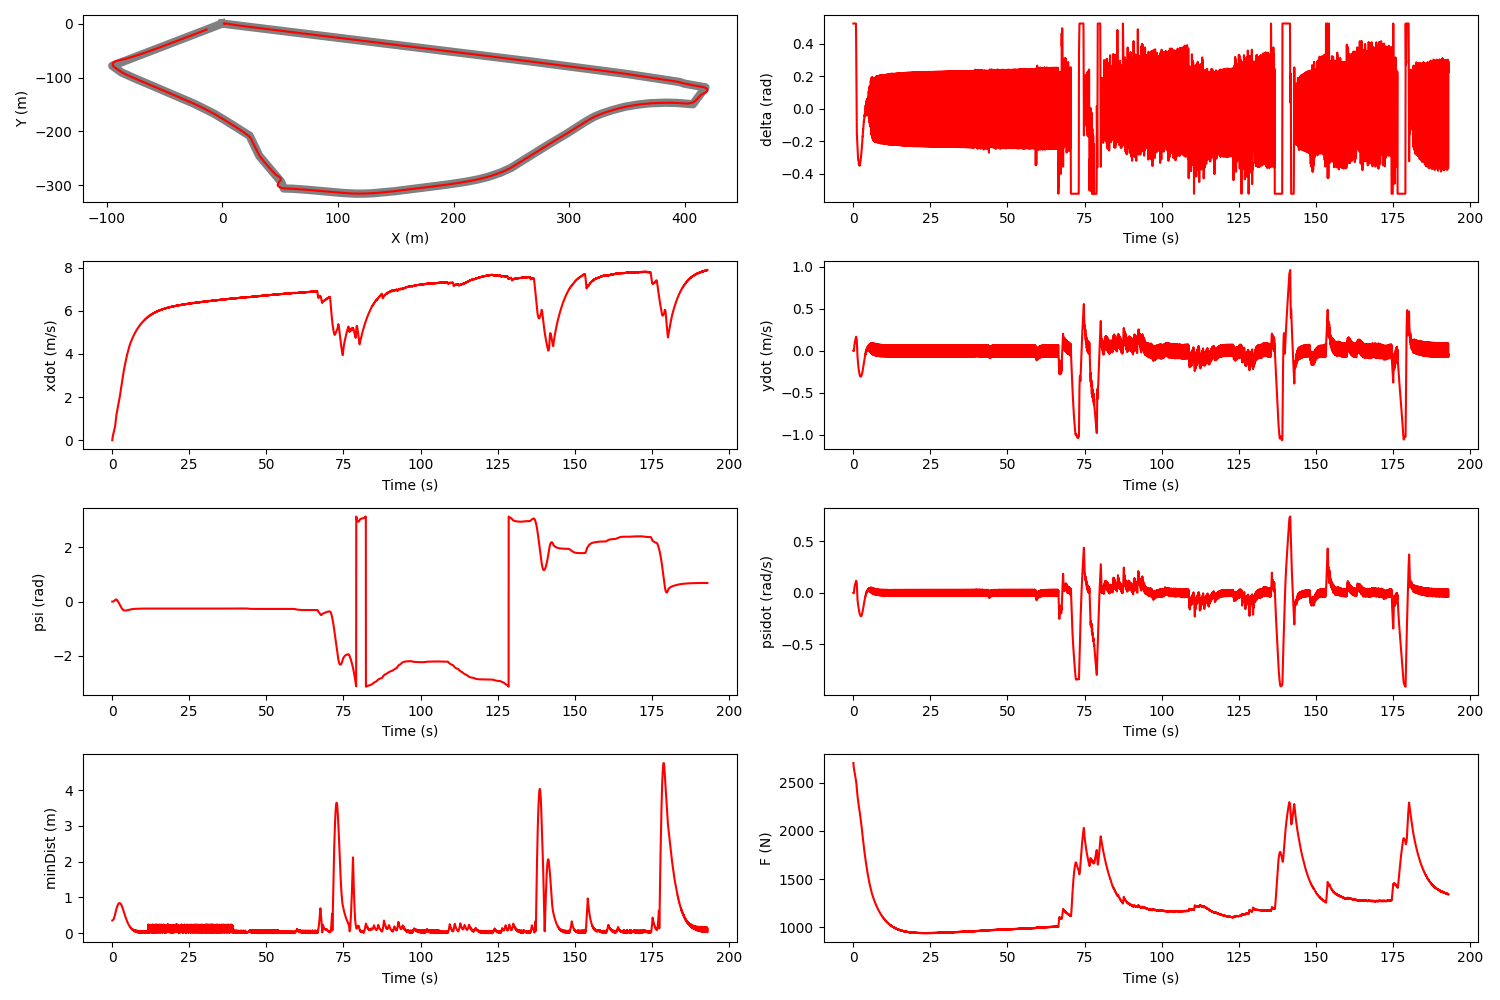 Y (m)
0
−100
−200
−300
−100 0 100 200 300 400
X (m)
delta (rad)
0.4
0.2
0.0
−0.2
−0.4
0 25 50 75 100 125 150 175 200
Time (s)
xdot (m/s)
8
6
4
2
0
0 25 50 75 100 125 150 175 200
Time (s)
ydot (m/s)
1.0
0.5
0.0
−0.5
−1.0
0 25 50 75 100 125 150 175 200
Time (s)
psi (rad)
2
0
−2
0 25 50 75 100 125 150 175 200
Time (s)
psidot (rad/s)
0.5
0.0
−0.5
0 25 50 75 100 125 150 175 200
Time (s)
minDist (m)
4
3
2
1
0
0 25 50 75 100 125 150 175 200
Time (s)
F (N)
2500
2000
1500
1000
0 25 50 75 100 125 150 175 200
Time (s)